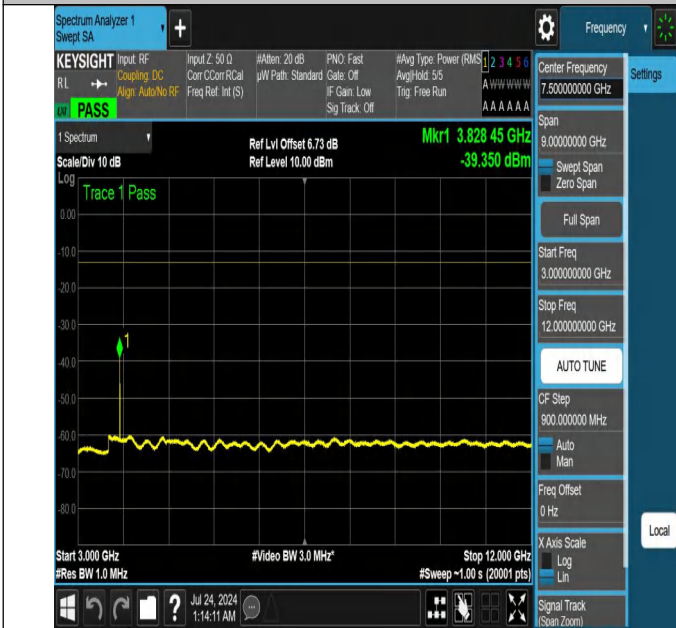 Spectrum Analyzer 1
Swept SA
Frequency
KEYSIGHT
RL
PASS
Input: RF
Coupling: DC
Align: Auto/No RF
Input Z: 50 Ω
Corr CCorr RCal
Freq Ref: Int (S)
#Atten: 20 dB
µW Path: Standard
PNO: Fast
Gate: Off
IF Gain: Low
Sig Track: Off
#Avg Type: Power (RMS
Avg|Hold: 5/5
Trig: Free Run
1 2 3 4 5 6
A W W W W W
A A A A A A
1 Spectrum
Scale/Div 10 dB
Log
Ref Lvl Offset 6.73 dB
Ref Level 10.00 dBm
Mkr1 3.828 45 GHz
-39.350 dBm
Trace 1 Pass
0.00
-10.0
-20.0
-30.0
1
-40.0
-50.0
-60.0
-70.0
-80.0
Start 3.000 GHz
#Res BW 1.0 MHz
#Video BW 3.0 MHz*
Stop 12.000 GHz
#Sweep ~1.00 s (20001 pts)
Jul 24, 2024
1:14:11 AM
Center Frequency
7.500000000 GHz
Settings
Span
9.00000000 GHz
Swept Span
Zero Span
Full Span
Start Freq
3.000000000 GHz
Stop Freq
12.000000000 GHz
AUTO TUNE
CF Step
900.000000 MHz
Auto
Man
Freq Offset
0 Hz
Local
X Axis Scale
Log
Lin
Signal Track
(Span Zoom)